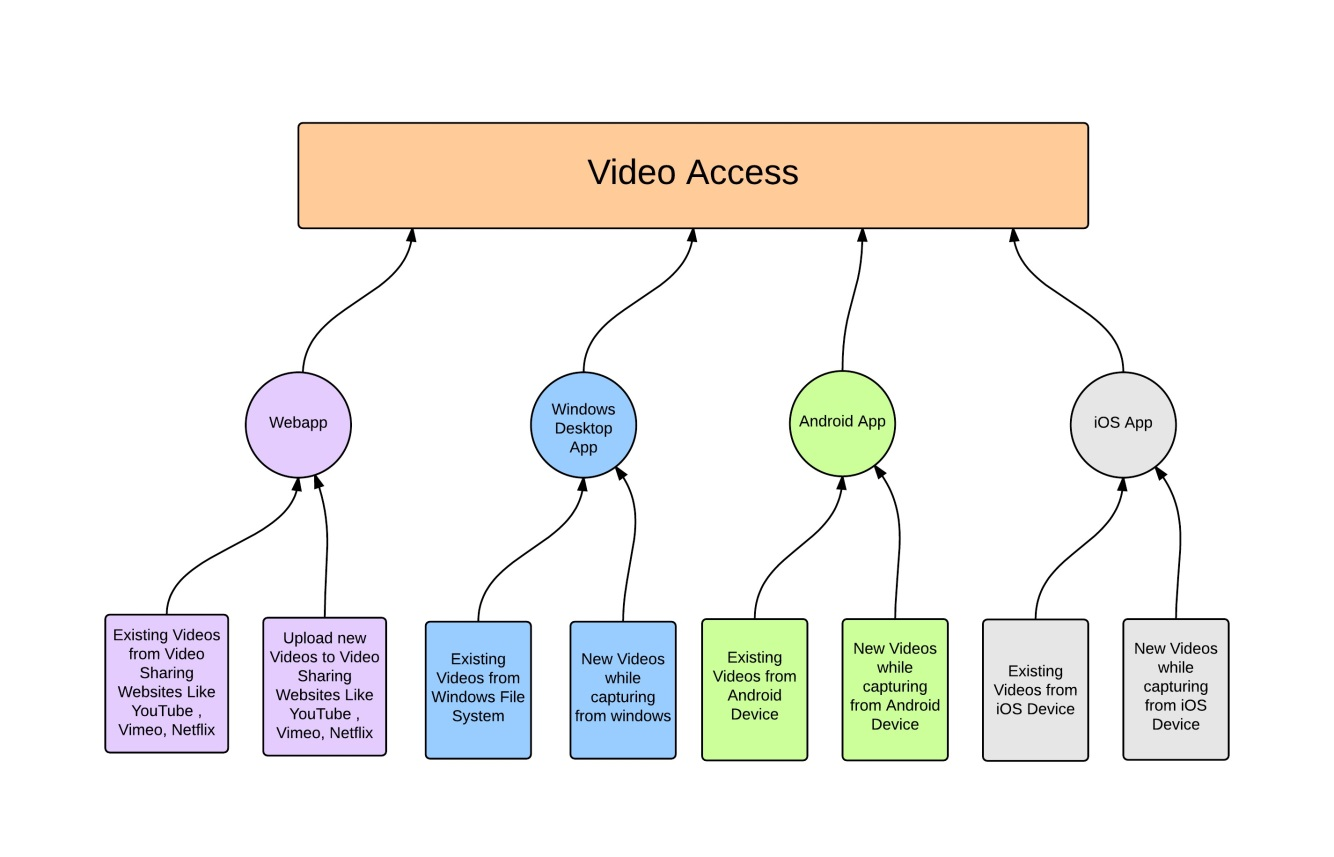 Video Access
Webapp
Windows
Desktop
App
Android App
iOS App
Existing Videos
from Video
Sharing
Websites Like
YouTube ,
Vimeo, Netflix
Upload new
Videos to Video
Sharing
Websites Like
YouTube ,
Vimeo, Netflix
Existing
Videos from
Windows File
System
New Videos
while
capturing
from windows
Existing
Videos from
Android
Device
New Videos
while
capturing
from Android
Device
Existing
Videos from
iOS Device
New Videos
while
capturing
from iOS
Device